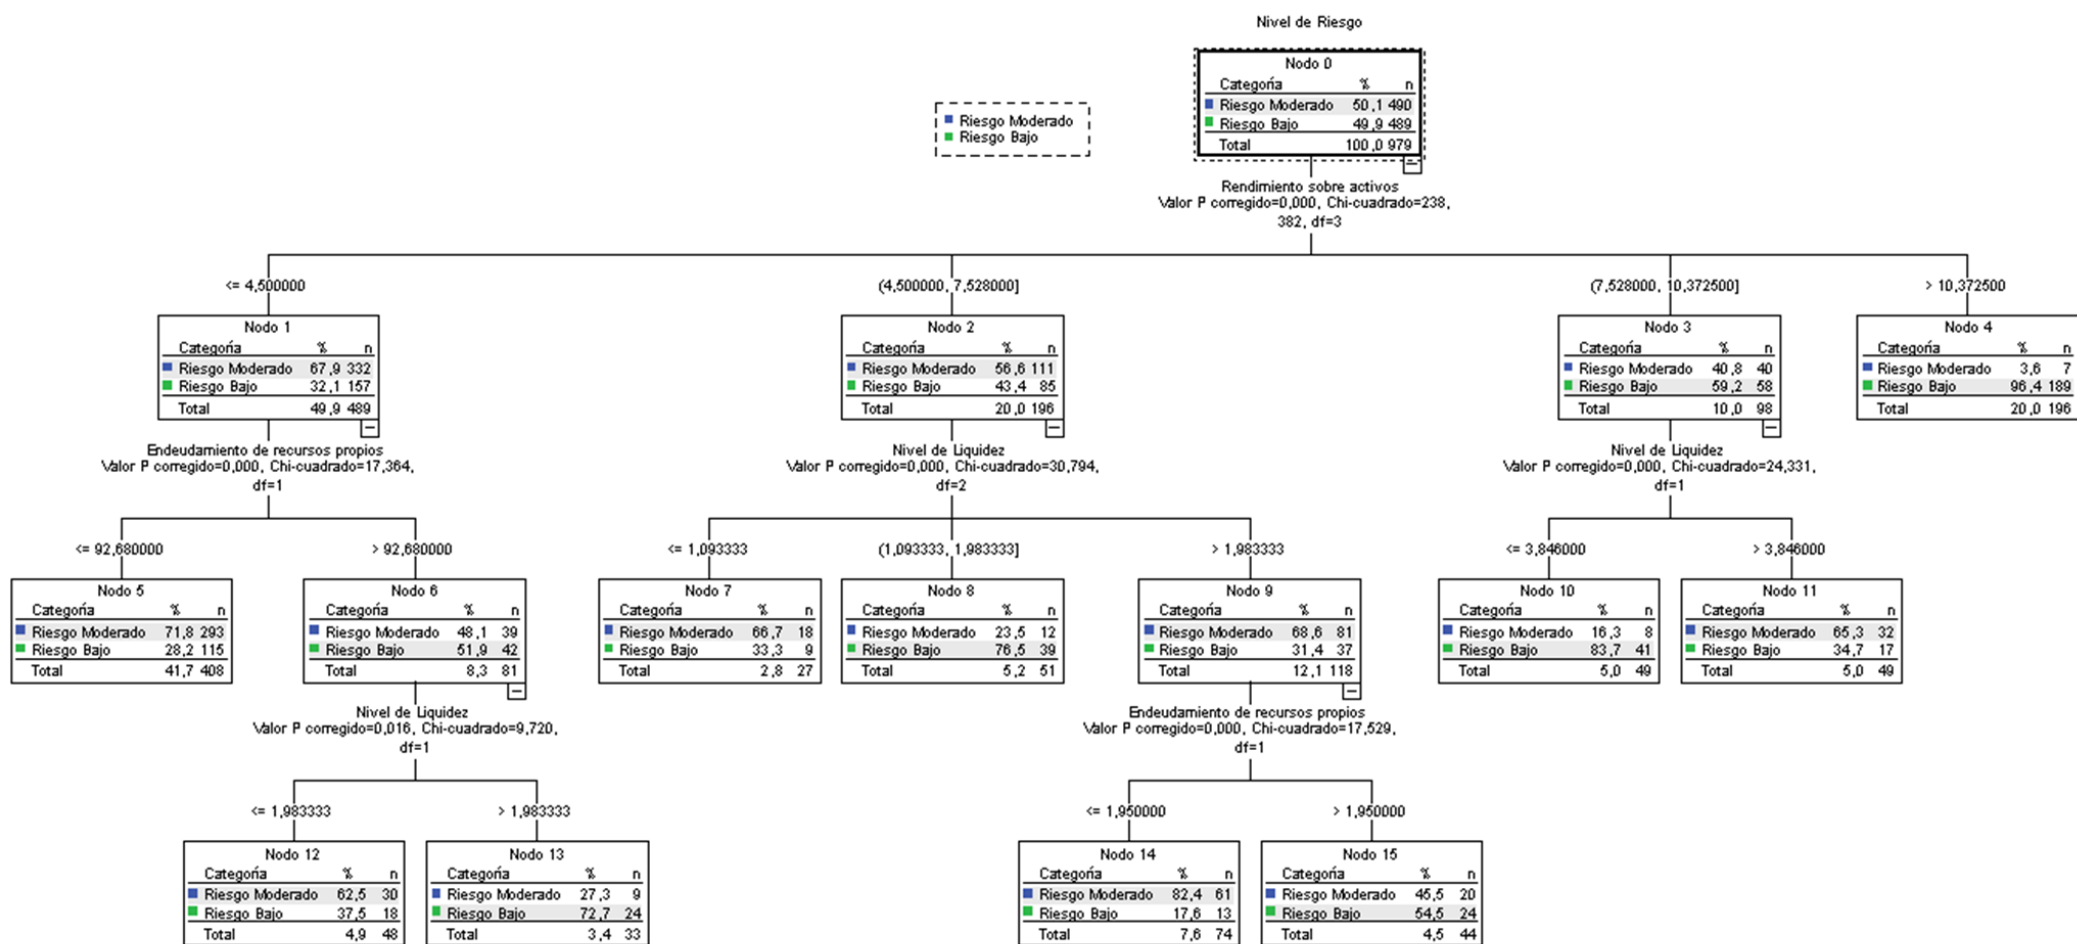 Nivel de Riesgo
Nodo 0
Categoría % n
Riesgo Moderado 50,1 490
Riesgo Bajo 49,9 489
Total 100,0 979
Riesgo Moderado
Riesgo Bajo
Rendimiento sobre activos
Valor P corregido=0,000, Chi-cuadrado=238,
382, df=3
<= 4,500000
(4,500000, 7,528000]
(7,528000, 10,372500]
> 10,372500
Nodo 1
Categoría % n
Riesgo Moderado 67,9 332
Riesgo Bajo 32,1 157
Total 49,9 489
Nodo 2
Categoría % n
Riesgo Moderado 56,6 111
Riesgo Bajo 43,4 85
Total 20,0 196
Nodo 3
Categoría % n
Riesgo Moderado 40,8 40
Riesgo Bajo 59,2 58
Total 10,0 98
Nodo 4
Categoría % n
Riesgo Moderado 3,6 7
Riesgo Bajo 96,4 189
Total 20,0 196
Endeudamiento de recursos propios
Valor P corregido=0,000, Chi-cuadrado=17,364,
df=1
Nivel de Liquidez
Valor P corregido=0,000, Chi-cuadrado=30,794,
df=2
Nivel de Liquidez
Valor P corregido=0,000, Chi-cuadrado=24,331,
df=1
<= 92,680000
> 92,680000
<= 1,093333
(1,093333, 1,983333]
> 1,983333
<= 3,846000
> 3,846000
Nodo 5
Categoría % n
Riesgo Moderado 71,8 293
Riesgo Bajo 28,2 115
Total 41,7 408
Nodo 6
Categoría % n
Riesgo Moderado 48,1 39
Riesgo Bajo 51,9 42
Total 8,3 81
Nodo 7
Categoría % n
Riesgo Moderado 66,7 18
Riesgo Bajo 33,3 9
Total 2,8 27
Nodo 8
Categoría % n
Riesgo Moderado 23,5 12
Riesgo Bajo 76,5 39
Total 5,2 51
Nodo 9
Categoría % n
Riesgo Moderado 68,6 81
Riesgo Bajo 31,4 37
Total 12,1 118
Nodo 10
Categoría % n
Riesgo Moderado 16,3 8
Riesgo Bajo 83,7 41
Total 5,0 49
Nodo 11
Categoría % n
Riesgo Moderado 65,3 32
Riesgo Bajo 34,7 17
Total 5,0 49
Nivel de Liquidez
Valor P corregido=0,016, Chi-cuadrado=9,720,
df=1
Endeudamiento de recursos propios
Valor P corregido=0,000, Chi-cuadrado=17,529,
df=1
<= 1,983333
> 1,983333
<= 1,950000
> 1,950000
Nodo 12
Categoría % n
Riesgo Moderado 62,5 30
Riesgo Bajo 37,5 18
Total 4,9 48
Nodo 13
Categoría % n
Riesgo Moderado 27,3 9
Riesgo Bajo 72,7 24
Total 3,4 33
Nodo 14
Categoría % n
Riesgo Moderado 82,4 61
Riesgo Bajo 17,6 13
Total 7,6 74
Nodo 15
Categoría % n
Riesgo Moderado 45,5 20
Riesgo Bajo 54,5 24
Total 4,5 44